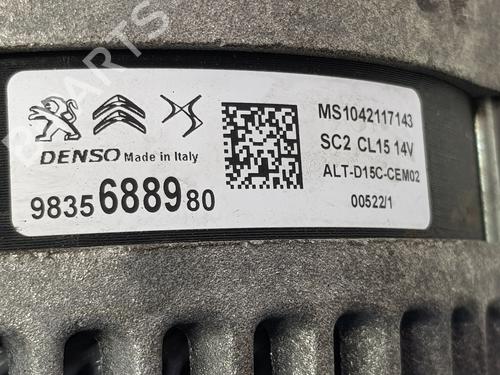 DENSO Made in Italy
9835688980
MS1042117143
SC2 CL15 14V
ALT-D15C-CEM02
00522/1